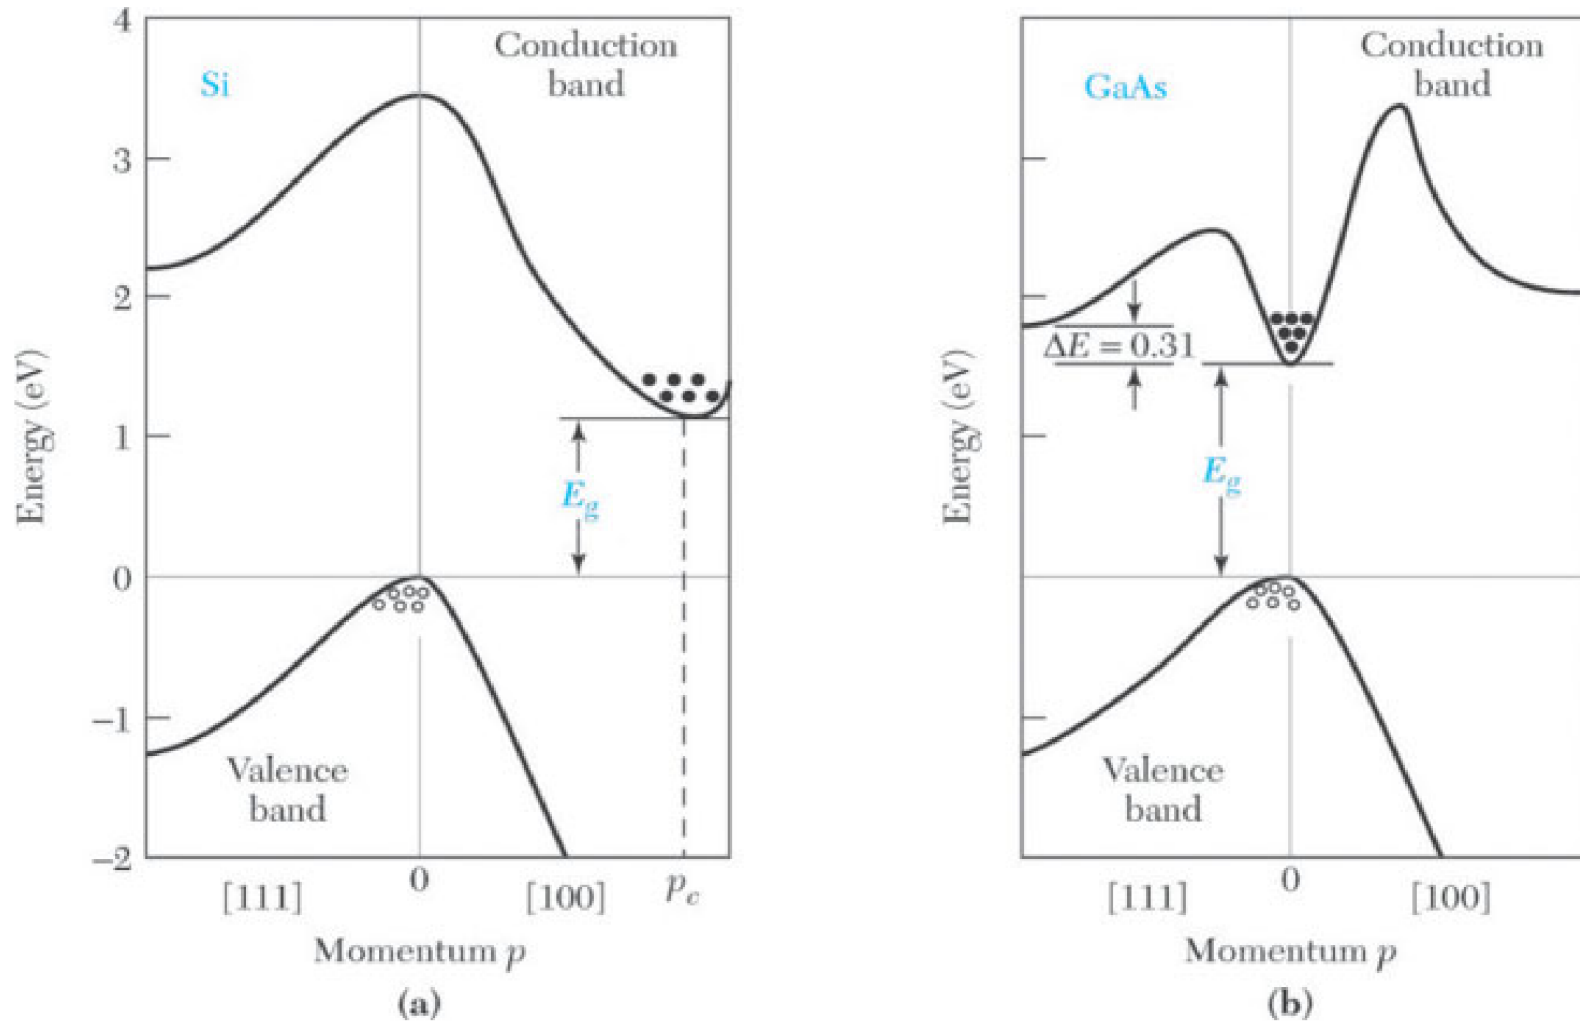 4
3
2
1
0
−1
−2
Energy (eV)
Si
Conduction
band
E_g
Valence
band
[111]
0
[100]
p_c
Momentum p
(a)
Energy (eV)
GaAs
Conduction
band
ΔE = 0.31
E_g
Valence
band
[111]
0
[100]
Momentum p
(b)